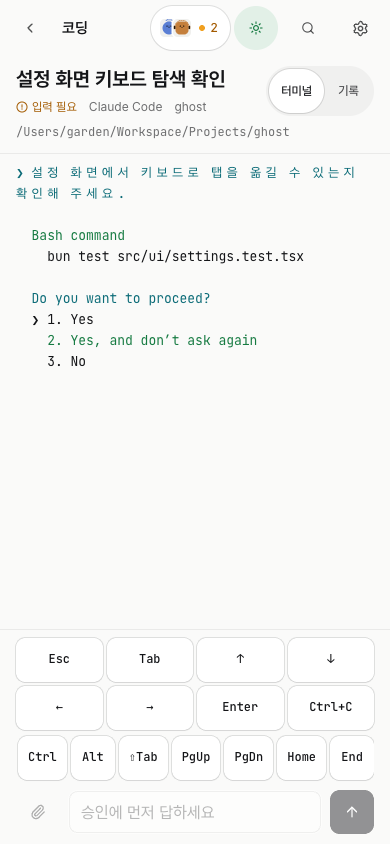 코딩
2
설정 화면 키보드 탐색 확인
터미널
기록
입력 필요 Claude Code ghost
/Users/garden/Workspace/Projects/ghost
❯ 설정 화면에서 키보드로 탭을 옮길 수 있는지
확인해 주세요.
Bash command
bun test src/ui/settings.test.tsx
Do you want to proceed?
❯ 1. Yes
2. Yes, and don’t ask again
3. No
Esc Tab ↑ ↓
← → Enter Ctrl+C
Ctrl Alt ⇧Tab PgUp PgDn Home End
승인에 먼저 답하세요